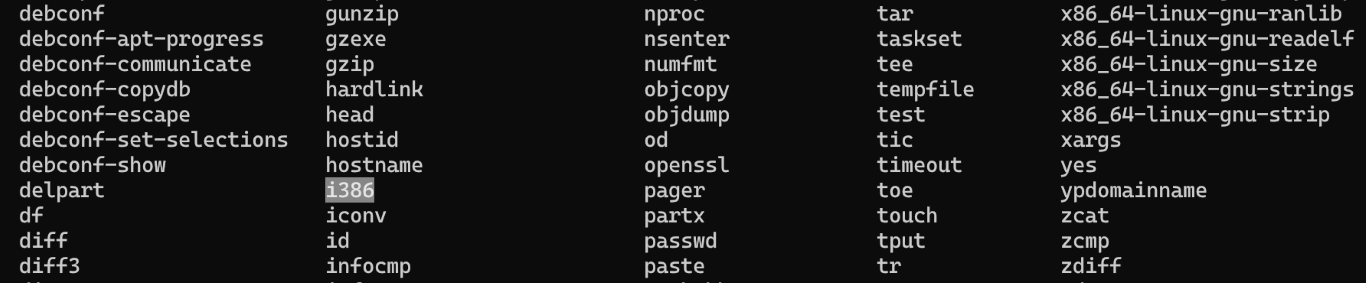 debconf gunzip nproc tar x86_64-linux-gnu-ranlib
debconf-apt-progress gzexe nsenter taskset x86_64-linux-gnu-readelf
debconf-communicate gzip numfmt tee x86_64-linux-gnu-size
debconf-copydb hardlink objcopy tempfile x86_64-linux-gnu-strings
debconf-escape head objdump test x86_64-linux-gnu-strip
debconf-set-selections hostid od tic xargs
debconf-show hostname openssl timeout yes
delpart i386 pager toe ypdomainname
df iconv partx touch zcat
diff id passwd tput zcmp
diff3 infocmp paste tr zdiff